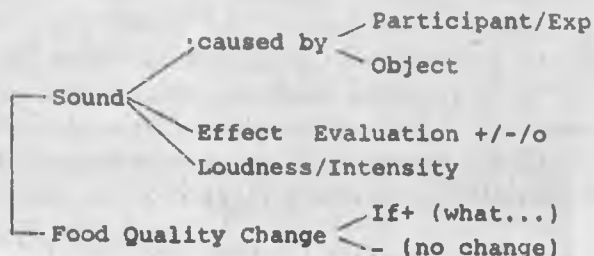 Participant/Exp
caused by
Object
Sound
Effect Evaluation +/-/o
Loudness/Intensity
If+ (what...)
Food Quality Change
- (no change)